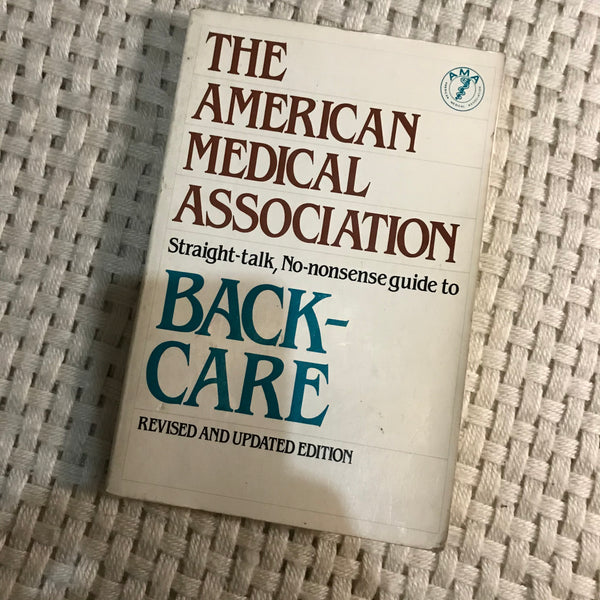 THE
AMERICAN
MEDICAL
ASSOCIATION
AMA
Straight-talk, No-nonsense guide to
BACK-
CARE
REVISED AND UPDATED EDITION